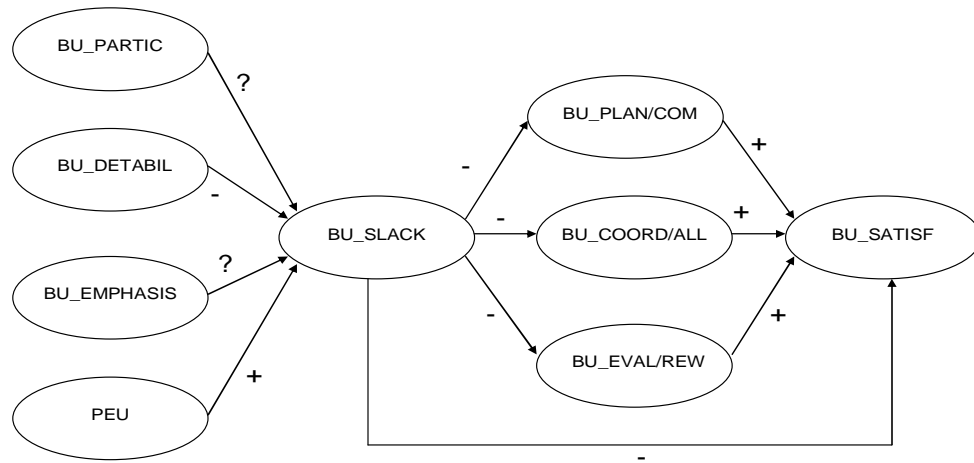 BU_PARTIC
?
BU_PLAN/COM
+
BU_DETABIL
-
-
BU_SLACK
-
BU_COORD/ALL
+
BU_SATISF
?
BU_EMPHASIS
-
+
BU_EVAL/REW
+
PEU
-